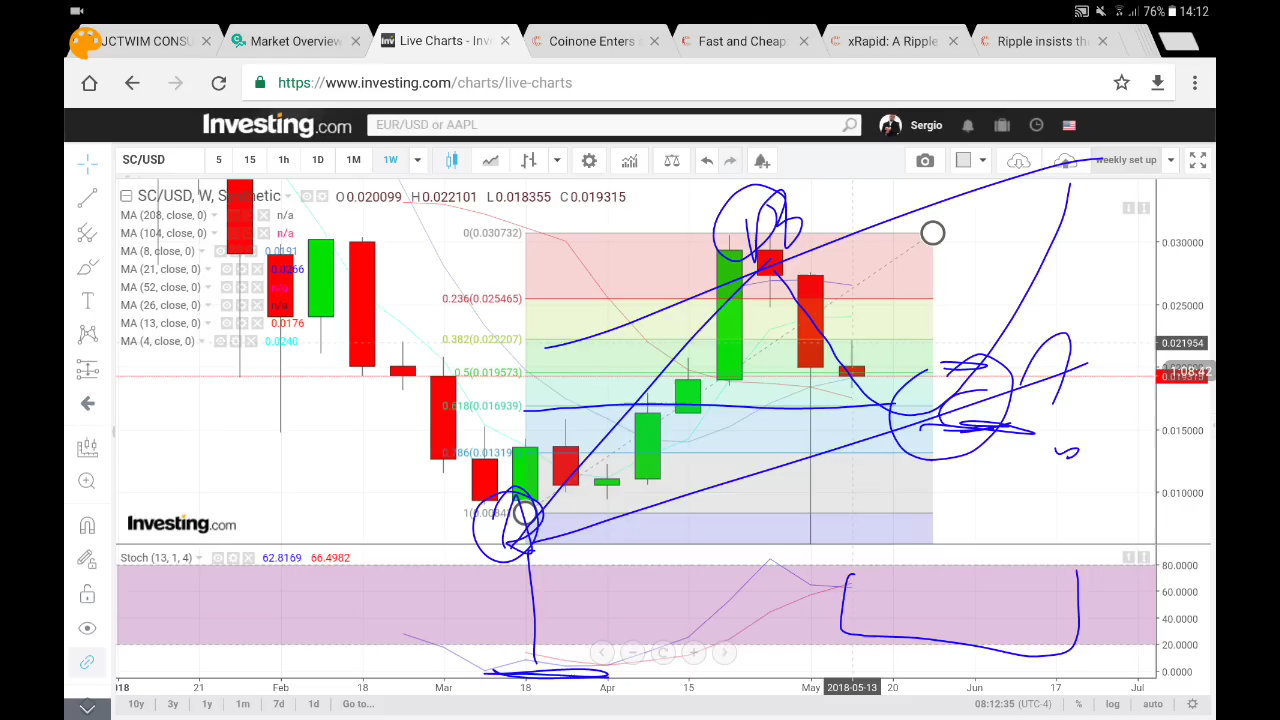 76% 14:12
JCTWIM CONSU Market Overview Live Charts - Inve Coinone Enters a Fast and Cheap xRapid: A Ripple Ripple insists th
https://www.investing.com/charts/live-charts
Investing.com EUR/USD or AAPL Sergio
SC/USD 5 15 1h 1D 1M 1W weekly set up
SC/USD, W, Synthetic O0.020099 H0.022101 L0.018355 C0.019315
MA (208, close, 0) n/a
MA (104, close, 0) n/a
MA (8, close, 0)
MA (21, close, 0) 0.0266
MA (52, close, 0) n/a
MA (26, close, 0) n/a
MA (13, close, 0) 0.0176
MA (4, close, 0) 0.0240
0(0.030732)
0.236(0.025465)
0.382(0.022207)
0.5(0.019573)
0.618(0.016939)
0.030000
0.025000
0.021954
0.015000
0.010000
Investing.com
Stoch (13, 1, 4) 62.8169 66.4982
80.0000
60.0000
40.0000
20.0000
0.0000
21 Feb 18 Mar 18 Apr 15 May 2018-05-13 20 Jun 17 Jul
10y 3y 1y 1m 7d 1d Go to... 08:12:35 (UTC-4) % log auto